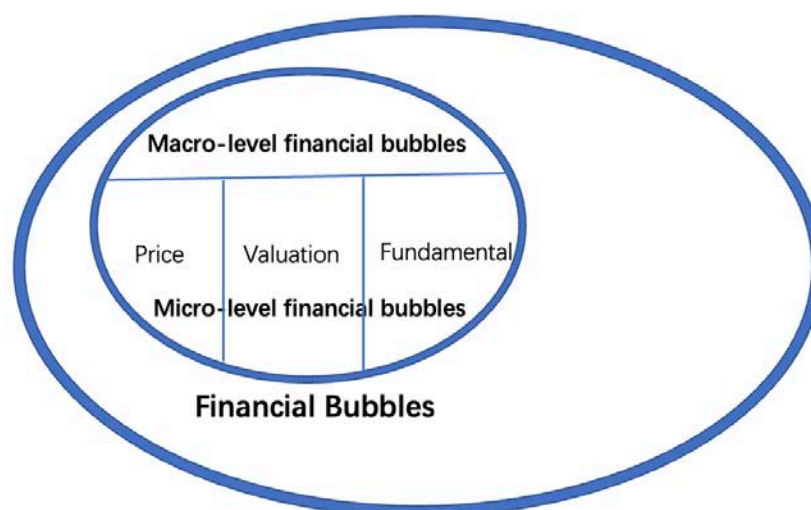 Macro-level financial bubbles
Price Valuation Fundamental
Micro-level financial bubbles
Financial Bubbles